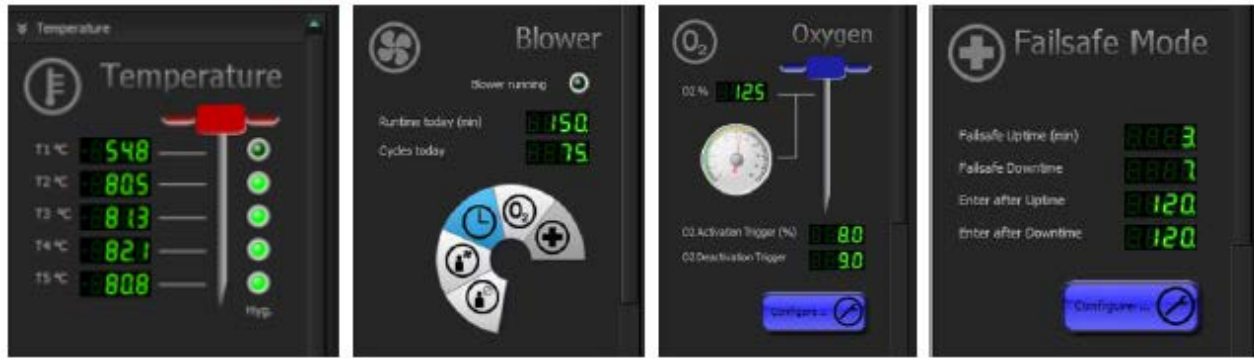 Temperature
Temperature
T1 °C 54.8
T2 °C 80.5
T3 °C 81.3
T4 °C 82.1
T5 °C 80.8
Hyg.
Blower
Blower running
Runtime today (min) 150.
Cycles today 75.
O2
O2
Oxygen
O2 % 12.5
O2 Activation Trigger (%) 8.0
O2 Deactivation Trigger 9.0
Configure ...
Failsafe Mode
Failsafe Uptime (min) 3.
Failsafe Downtime 7.
Enter after Uptime 120.
Enter after Downtime 120.
Configurer ...